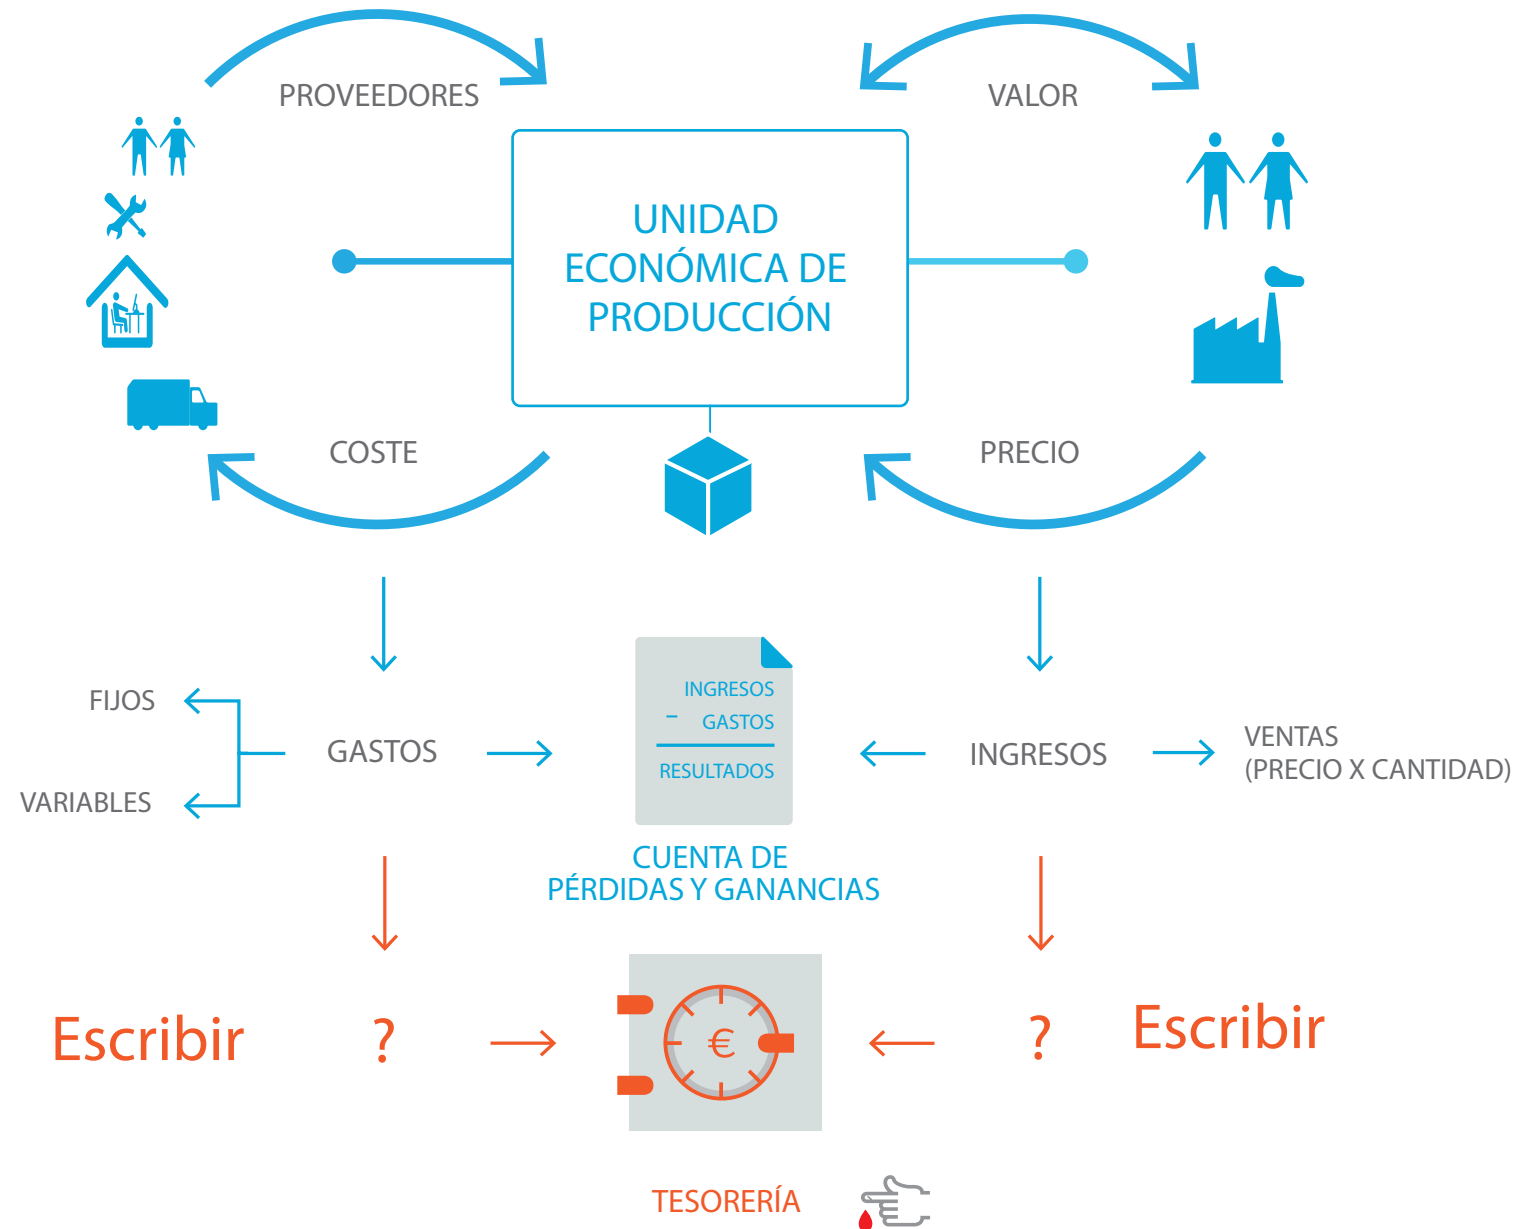 PROVEEDORES
VALOR
UNIDAD
ECONÓMICA DE
PRODUCCIÓN
COSTE
PRECIO
FIJOS
VARIABLES
GASTOS
INGRESOS
– GASTOS
RESULTADOS
INGRESOS
VENTAS
(PRECIO X CANTIDAD)
CUENTA DE
PÉRDIDAS Y GANANCIAS
Escribir ?
€
? Escribir
TESORERÍA